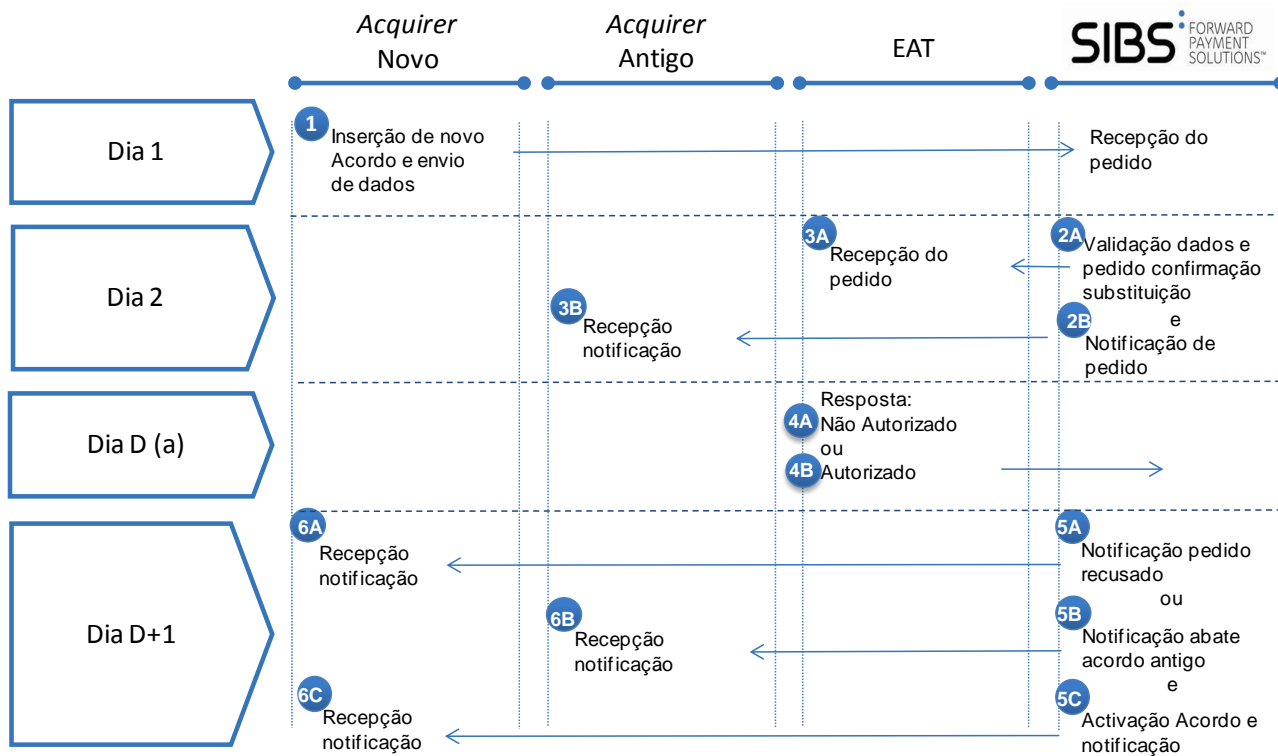 Acquirer
Novo
Acquirer
Antigo
EAT
SIBS FORWARD
PAYMENT
SOLUTIONS™
Dia 1
1
Inserção de novo
Acordo e envio
de dados
Recepção do
pedido
Dia 2
3A
Recepção do
pedido
2A
Validação dados e
pedido confirmação
substituição
e
3B
Recepção
notificação
2B
Notificação de
pedido
Dia D (a)
Resposta:
4A
Não Autorizado
ou
4B
Autorizado
Dia D+1
6A
Recepção
notificação
5A
Notificação pedido
recusado
ou
6B
Recepção
notificação
5B
Notificação abate
acordo antigo
e
6C
Recepção
notificação
5C
Activação Acordo e
notificação